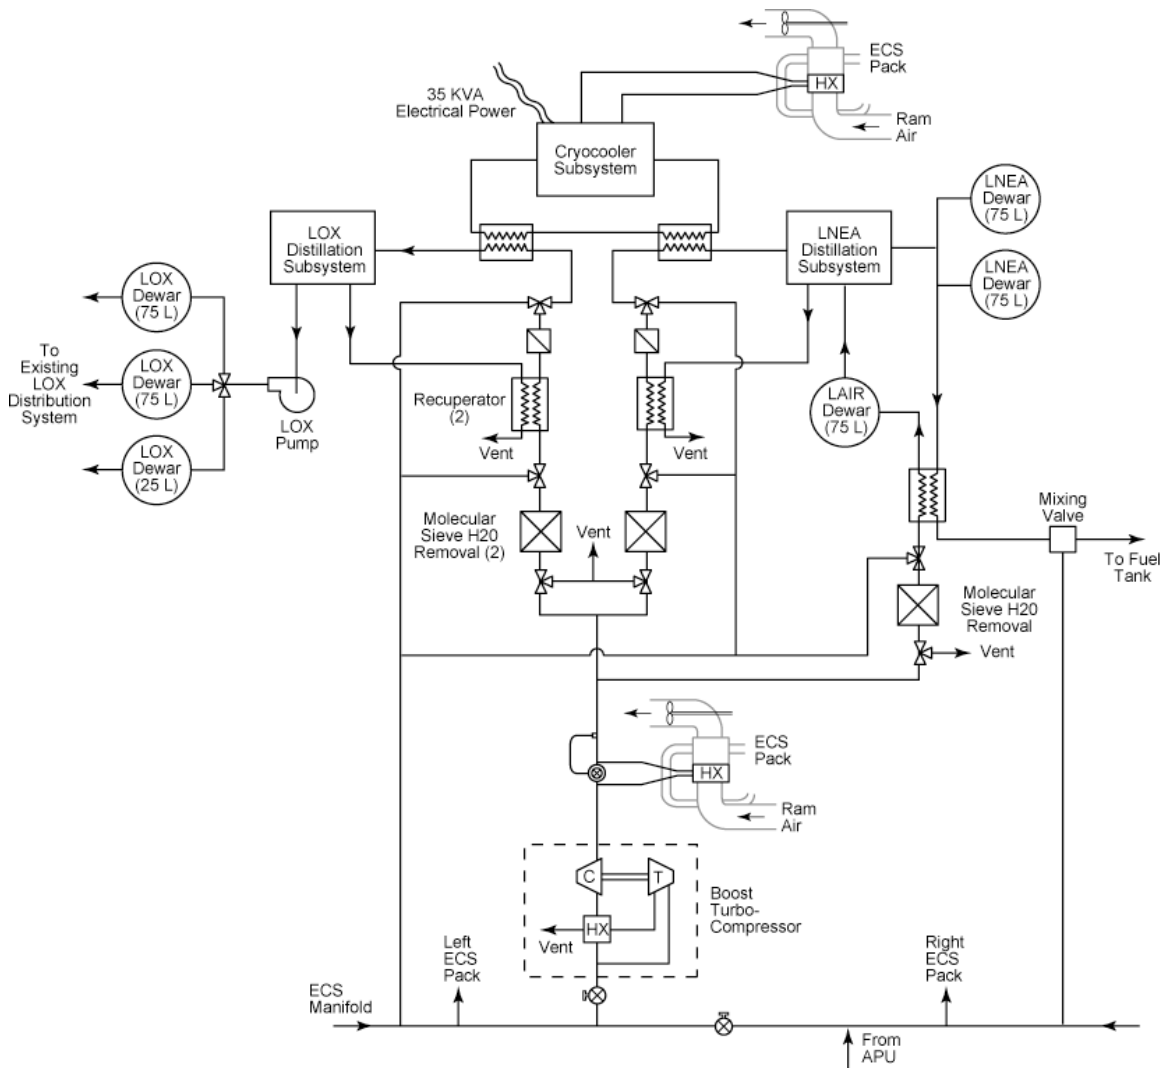 ECS
Pack
HX
Ram
Air
35 KVA
Electrical Power
Cryocooler
Subsystem
LNEA
Dewar
(75 L)
LOX
Distillation
Subsystem
LNEA
Distillation
Subsystem
LNEA
Dewar
(75 L)
LOX
Dewar
(75 L)
To
Existing
LOX
Distribution
System
LOX
Dewar
(75 L)
LOX
Pump
LOX
Dewar
(25 L)
Recuperator
(2)
Vent
Vent
LAIR
Dewar
(75 L)
Molecular
Sieve H20
Removal (2)
Vent
Mixing
Valve
To Fuel
Tank
Molecular
Sieve H20
Removal
Vent
ECS
Pack
HX
Ram
Air
C
T
HX
Vent
Boost
Turbo-
Compressor
Left
ECS
Pack
Right
ECS
Pack
ECS
Manifold
From
APU